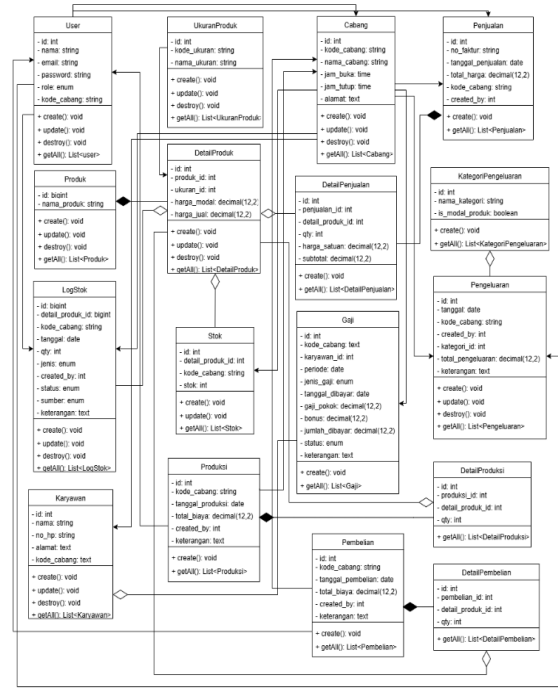 User
- id: int
- nama: string
- email: string
- password: string
- role: enum
- kode_cabang: string
+ create(): void
+ update(): void
+ destroy(): void
+ getAll(): List<user>
UkuranProduk
- id: int
- kode_ukuran: string
- nama_ukuran: string
+ create(): void
+ update(): void
+ destroy(): void
+ getAll(): List<UkuranProduk>
Cabang
- id: int
- kode_cabang: string
- nama_cabang: string
- jam_buka: time
- jam_tutup: time
- alamat: text
+ create(): void
+ update(): void
+ destroy(): void
+ getAll(): List<Cabang>
Penjualan
- id: int
- no_faktur: string
- tanggal_penjualan: date
- total_harga: decimal(12,2)
- kode_cabang: string
- created_by: int
+ create(): void
+ getAll(): List<Penjualan>
Produk
- id: bigint
- nama_produk: string
+ create(): void
+ update(): void
+ destroy(): void
+ getAll(): List<Produk>
DetailProduk
- id: int
- produk_id: int
- ukuran_id: int
- harga_modal: decimal(12,2)
- harga_jual: decimal(12,2)
+ create(): void
+ update(): void
+ destroy(): void
+ getAll(): List<DetailProduk>
DetailPenjualan
- id: int
- penjualan_id: int
- detail_produk_id: int
- qty: int
- harga_satuan: decimal(12,2)
- subtotal: decimal(12,2)
+ create(): void
+ getAll(): List<DetailPenjualan>
KategoriPengeluaran
- id: int
- nama_kategori: string
- is_modal_produk: boolean
+ create(): void
+ getAll(): List<KategoriPengeluaran>
LogStok
- id: bigint
- detail_produk_id: bigint
- kode_cabang: string
- tanggal: date
- qty: int
- jenis: enum
- created_by: int
- status: enum
- sumber: enum
- keterangan: text
+ create(): void
+ update(): void
+ destroy(): void
+ getAll(): List<LogStok>
Stok
- id: int
- detail_produk_id: int
- kode_cabang: string
- stok: int
+ create(): void
+ update(): void
+ getAll(): List<Stok>
Gaji
- id: int
- kode_cabang: text
- karyawan_id: int
- periode: date
- jenis_gaji: enum
- tanggal_dibayar: date
- gaji_pokok: decimal(12,2)
- bonus: decimal(12,2)
- jumlah_dibayar: decimal(12,2)
- status: enum
- keterangan: text
+ create(): void
+ getAll(): List<Gaji>
Pengeluaran
- id: int
- tanggal: date
- kode_cabang: string
- created_by: int
- kategori_id: int
- total_pengeluaran: decimal(12,2)
- keterangan: text
+ create(): void
+ update(): void
+ destroy(): void
+ getAll(): List<Pengeluaran>
Karyawan
- id: int
- nama: string
- no_hp: string
- alamat: text
- kode_cabang: text
+ create(): void
+ update(): void
+ destroy(): void
+ getAll(): List<Karyawan>
Produksi
- id: int
- kode_cabang: string
- tanggal_produksi: date
- total_biaya: decimal(12,2)
- created_by: int
- keterangan: text
+ create(): void
+ getAll(): List<Produksi>
DetailProduksi
- id: int
- produksi_id: int
- detail_produk_id: int
- qty: int
+ getAll(): List<DetailProduksi>
Pembelian
- id: int
- kode_cabang: string
- tanggal_pembelian: date
- total_biaya: decimal(12,2)
- created_by: int
- keterangan: text
+ create(): void
+ getAll(): List<Pembelian>
DetailPembelian
- id: int
- pembelian_id: int
- detail_produk_id: int
- qty: int
+ getAll(): List<DetailPembelian>